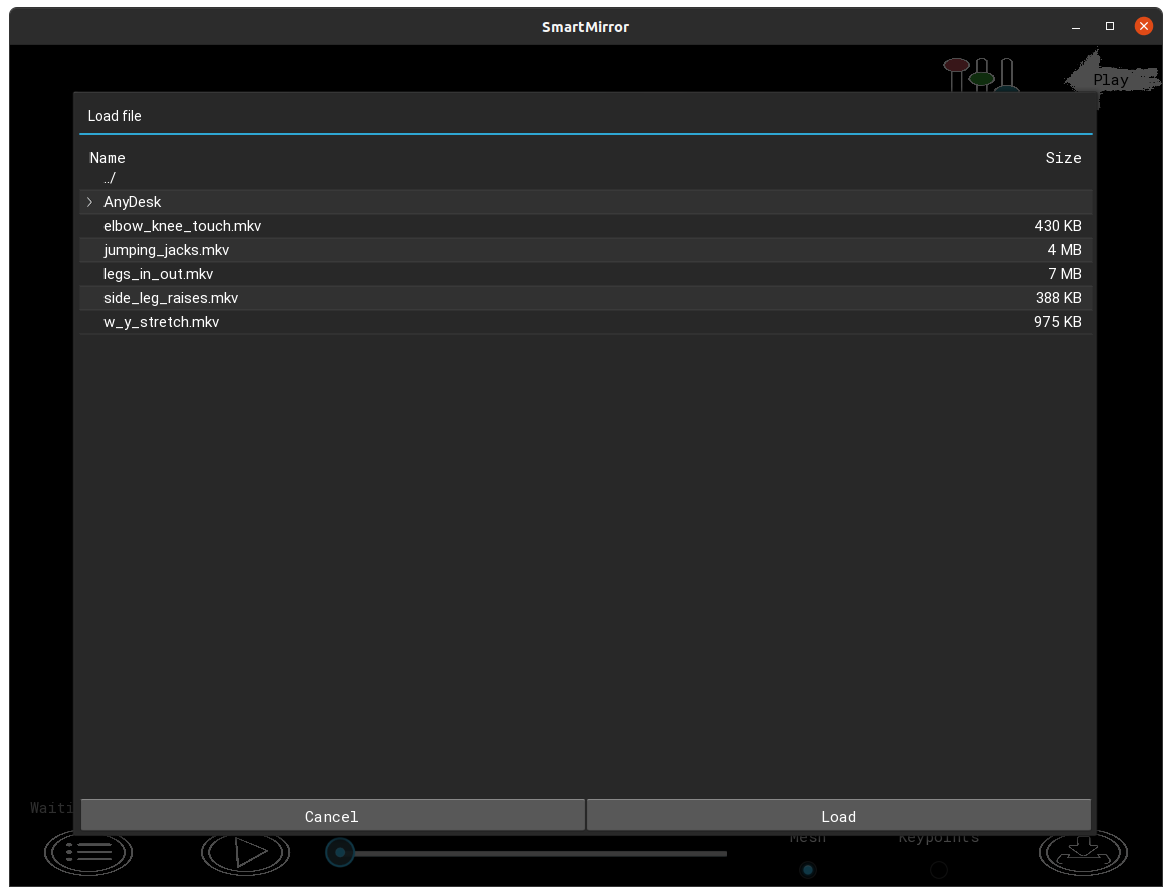 SmartMirror
Play
Load file
Name Size
../
AnyDesk
elbow_knee_touch.mkv 430 KB
jumping_jacks.mkv 4 MB
legs_in_out.mkv 7 MB
side_leg_raises.mkv 388 KB
w_y_stretch.mkv 975 KB
Waiti
Cancel Load
Mesh Keypoints